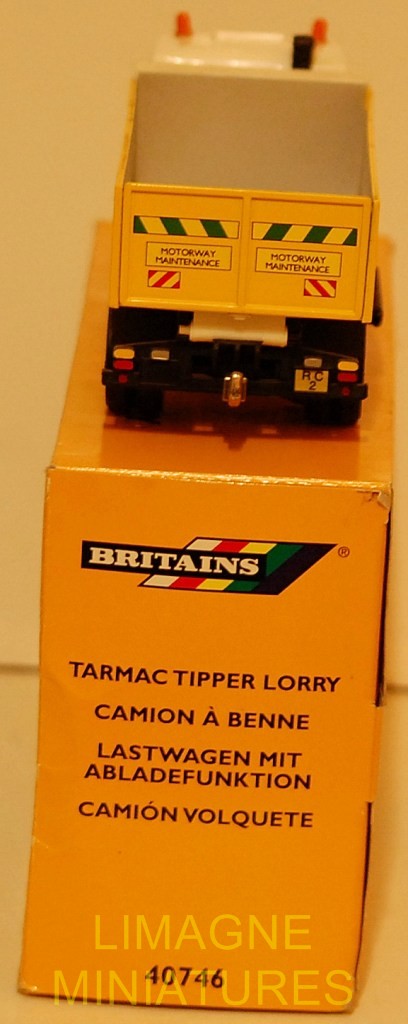 MOTORWAY
MAINTENANCE
MOTORWAY
MAINTENANCE
RC
2
BRITAINS®
TARMAC TIPPER LORRY
CAMION À BENNE
LASTWAGEN MIT
ABLADEFUNKTION
CAMIÓN VOLQUETE
LIMAGNE
40746
MINIATURES